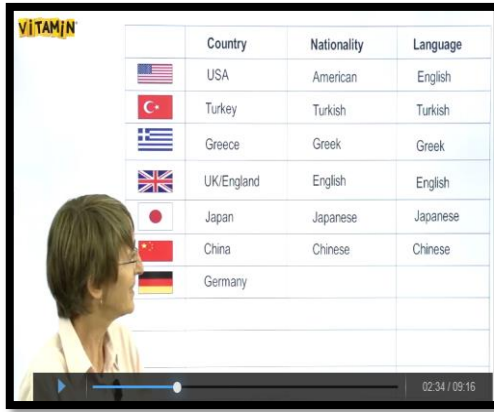 ViTAMiN
Country Nationality Language
USA American English
Turkey Turkish Turkish
Greece Greek Greek
UK/England English English
Japan Japanese Japanese
China Chinese Chinese
Germany
02:34 / 09:16